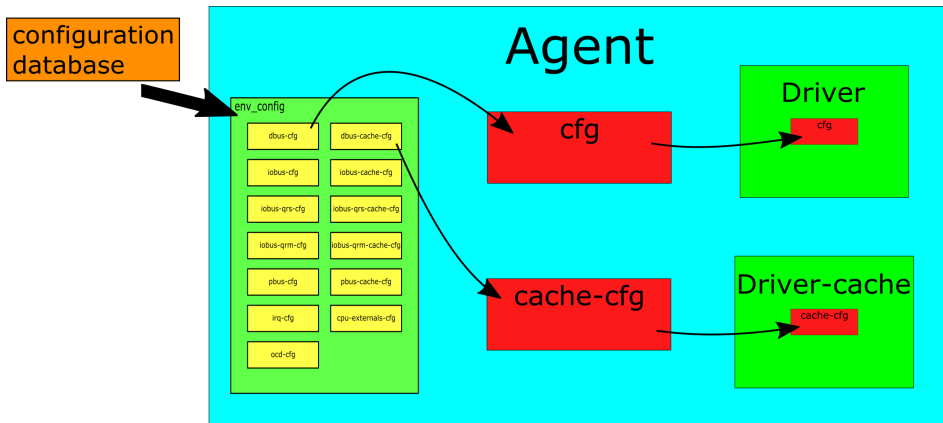 configuration
database
Agent
env_config
dbus-cfg
dbus-cache-cfg
iobus-cfg
iobus-cache-cfg
iobus-qrs-cfg
iobus-qrs-cache-cfg
iobus-qrm-cfg
iobus-qrm-cache-cfg
pbus-cfg
pbus-cache-cfg
irq-cfg
cpu-externals-cfg
ocd-cfg
cfg
cache-cfg
Driver
cfg
Driver-cache
cache-cfg